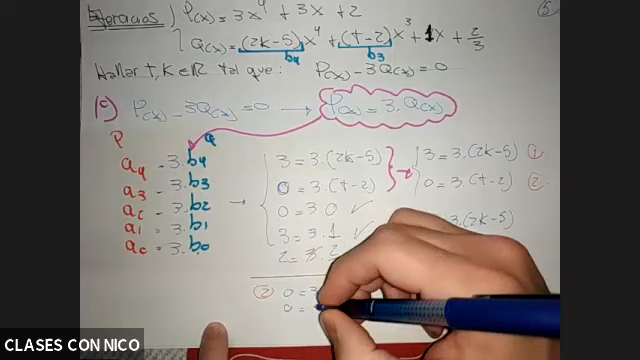 Ejercicios) P(x) = 3x⁴ + 3x + 2
Q(x) = (2k-5)x⁴ + (t-2)x³ + 1x + 2/3
b4 b3
Hallar t, k ∈ ℝ tal que: P(x) - 3Q(x) = 0
5
1º) P(x) - 3Q(x) = 0 → P(x) = 3.Q(x)
P Q
a4 = 3.b4
a3 = 3.b3
a2 = 3.b2
a1 = 3.b1
a0 = 3.b0
→ 3 = 3.(2k-5)
0 = 3.(t-2)
0 = 3.0 ✓
3 = 3.1 ✓
→ 3 = 3.(2k-5) 1
0 = 3.(t-2) 2
3.(2k-5)
2 0 = 3
0 =
CLASES CON NICO